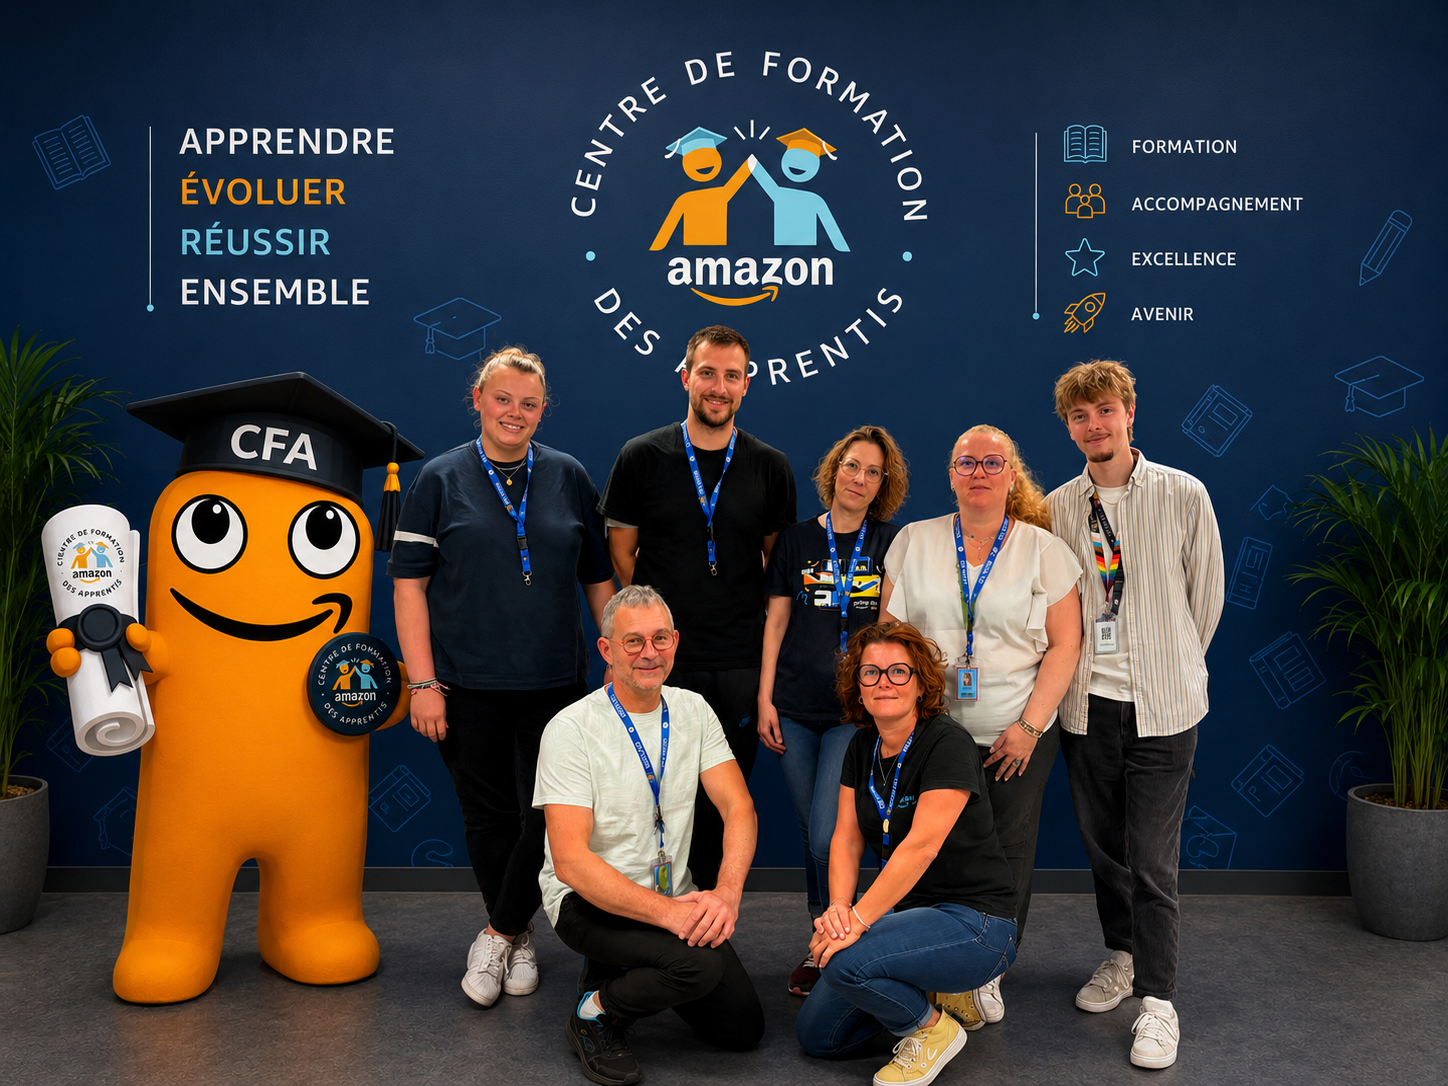 APPRENDRE
ÉVOLUER
RÉUSSIR
ENSEMBLE
CENTRE DE FORMATION
amazon
DES APPRENTIS
FORMATION
ACCOMPAGNEMENT
EXCELLENCE
AVENIR
CFA
CENTRE DE FORMATION
amazon
DES APPRENTIS
CENTRE DE FORMATION
amazon
DES APPRENTIS